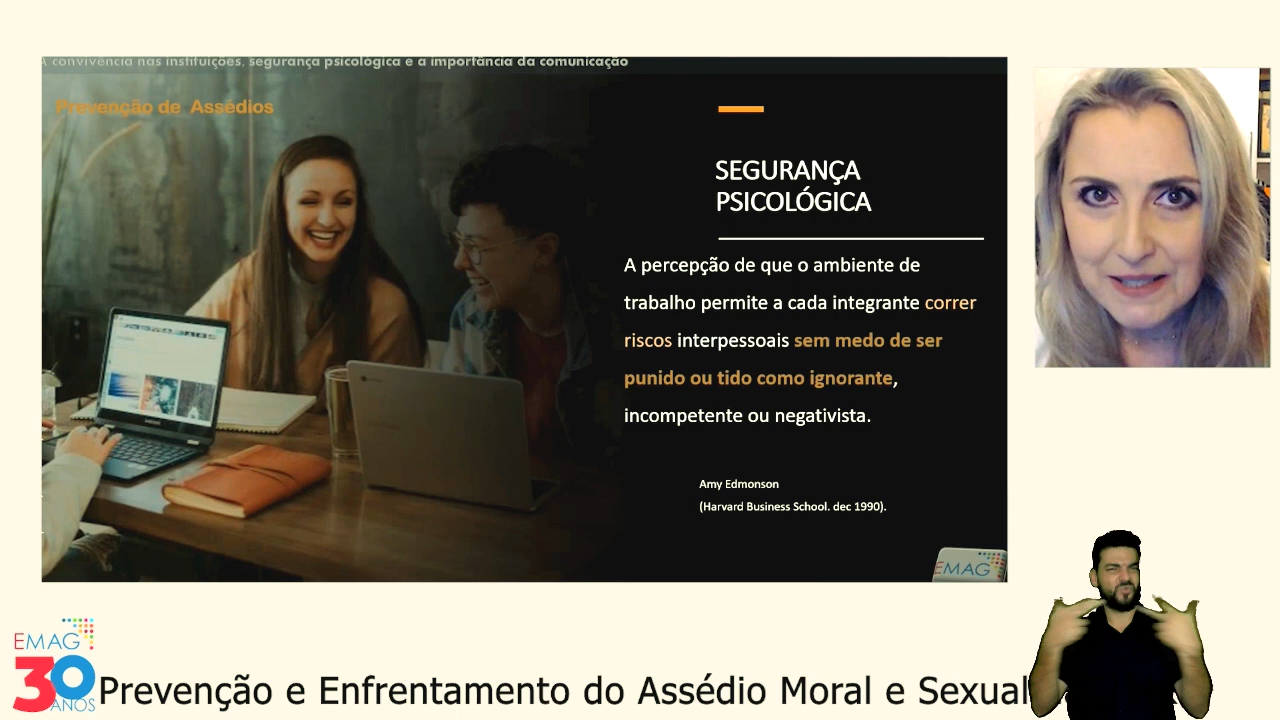 A convivência nas instituições, segurança psicológica e a importância da comunicação
Prevenção de Assédios
SEGURANÇA
PSICOLÓGICA
A percepção de que o ambiente de
trabalho permite a cada integrante correr
riscos interpessoais sem medo de ser
punido ou tido como ignorante,
incompetente ou negativista.
Amy Edmonson
(Harvard Business School. dec 1990).
EMAG
EMAG
30
ANOS
Prevenção e Enfrentamento do Assédio Moral e Sexual